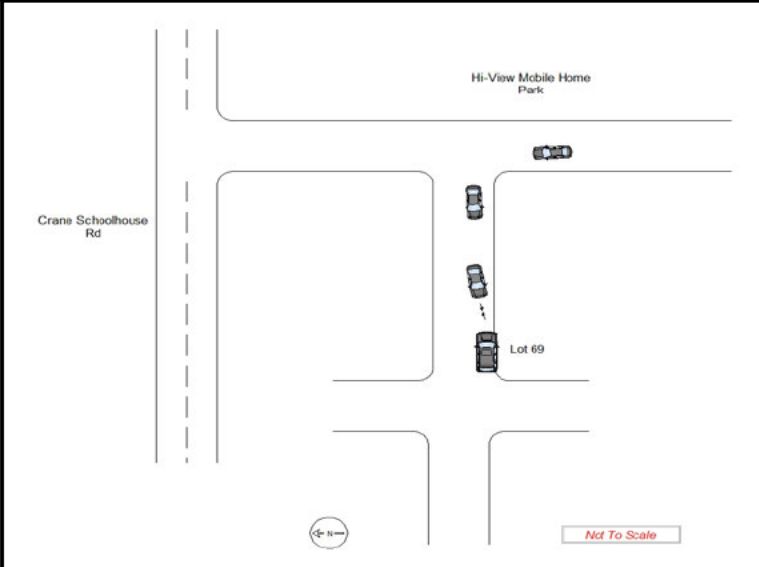 Hi-View Mobile Home
Park
Crane Schoolhouse
Rd
Lot 69
N
Not To Scale